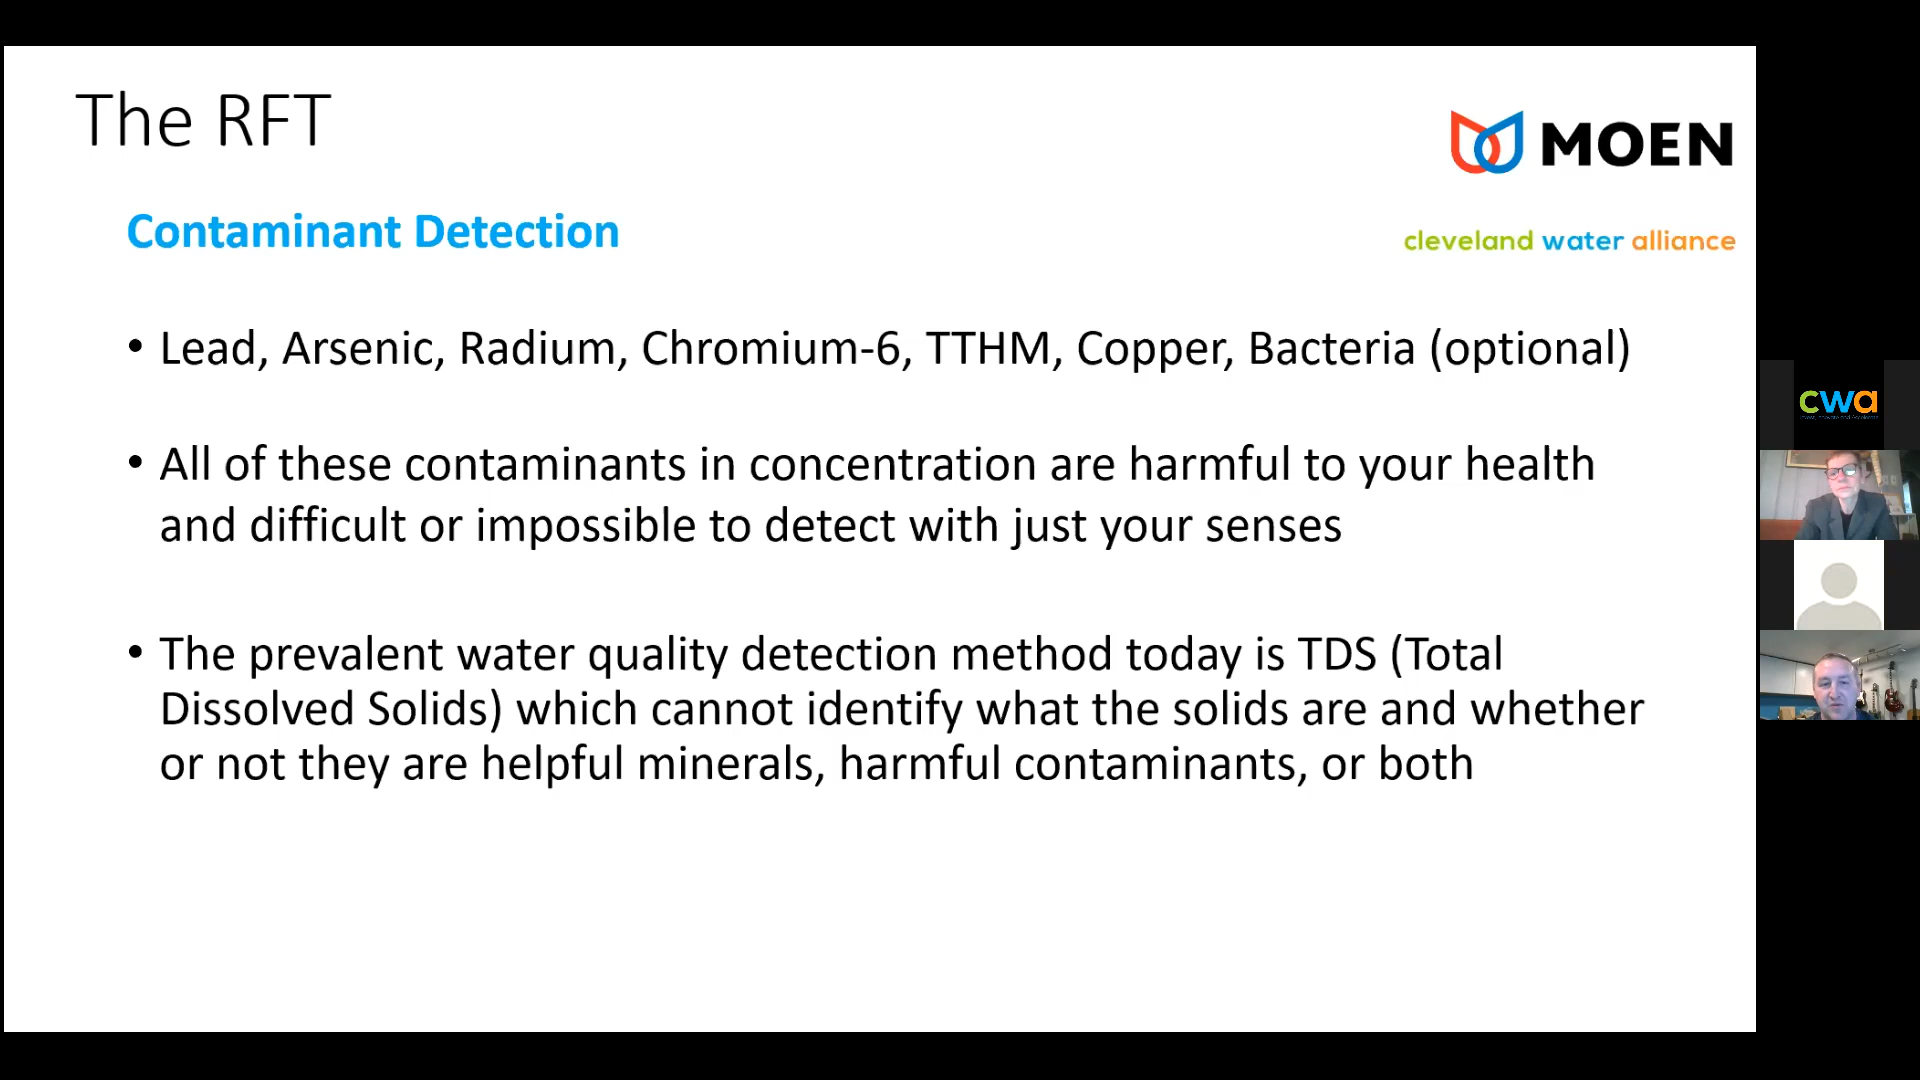 The RFT
MOEN
Contaminant Detection
cleveland water alliance
• Lead, Arsenic, Radium, Chromium-6, TTHM, Copper, Bacteria (optional)
• All of these contaminants in concentration are harmful to your health
and difficult or impossible to detect with just your senses
• The prevalent water quality detection method today is TDS (Total
Dissolved Solids) which cannot identify what the solids are and whether
or not they are helpful minerals, harmful contaminants, or both
cwa